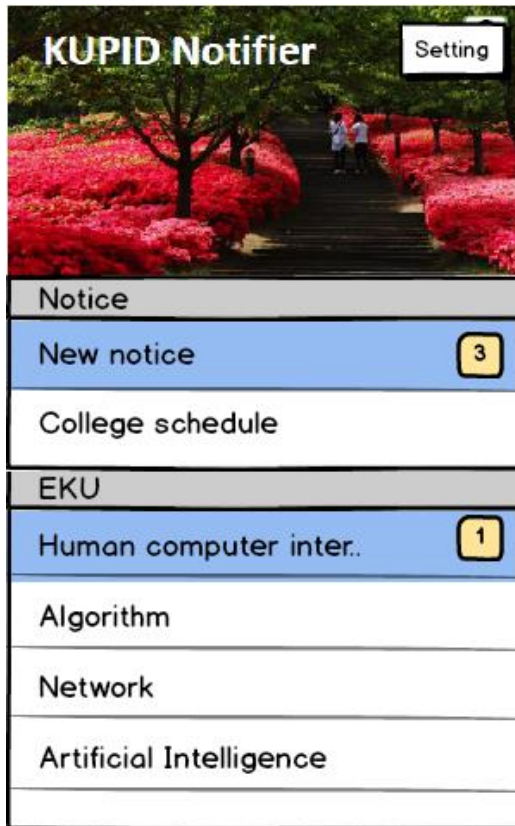 KUPID Notifier
Setting
Notice
New notice 3
College schedule
EKU
Human computer inter.. 1
Algorithm
Network
Artificial Intelligence